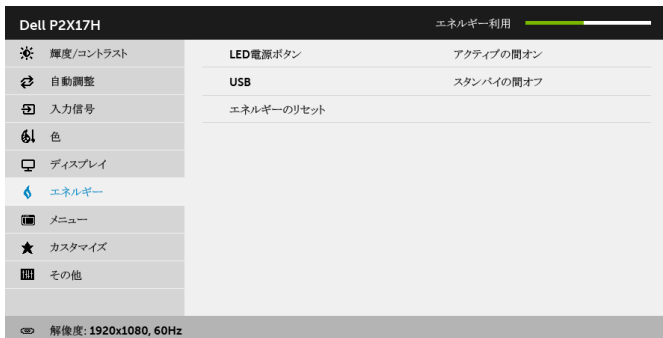 Dell P2X17H エネルギー利用
輝度/コントラスト LED電源ボタン アクティブの間オン
自動調整 USB スタンバイの間オフ
入力信号 エネルギーのリセット
色
ディスプレイ
エネルギー
メニュー
カスタマイズ
その他
解像度: 1920x1080, 60Hz